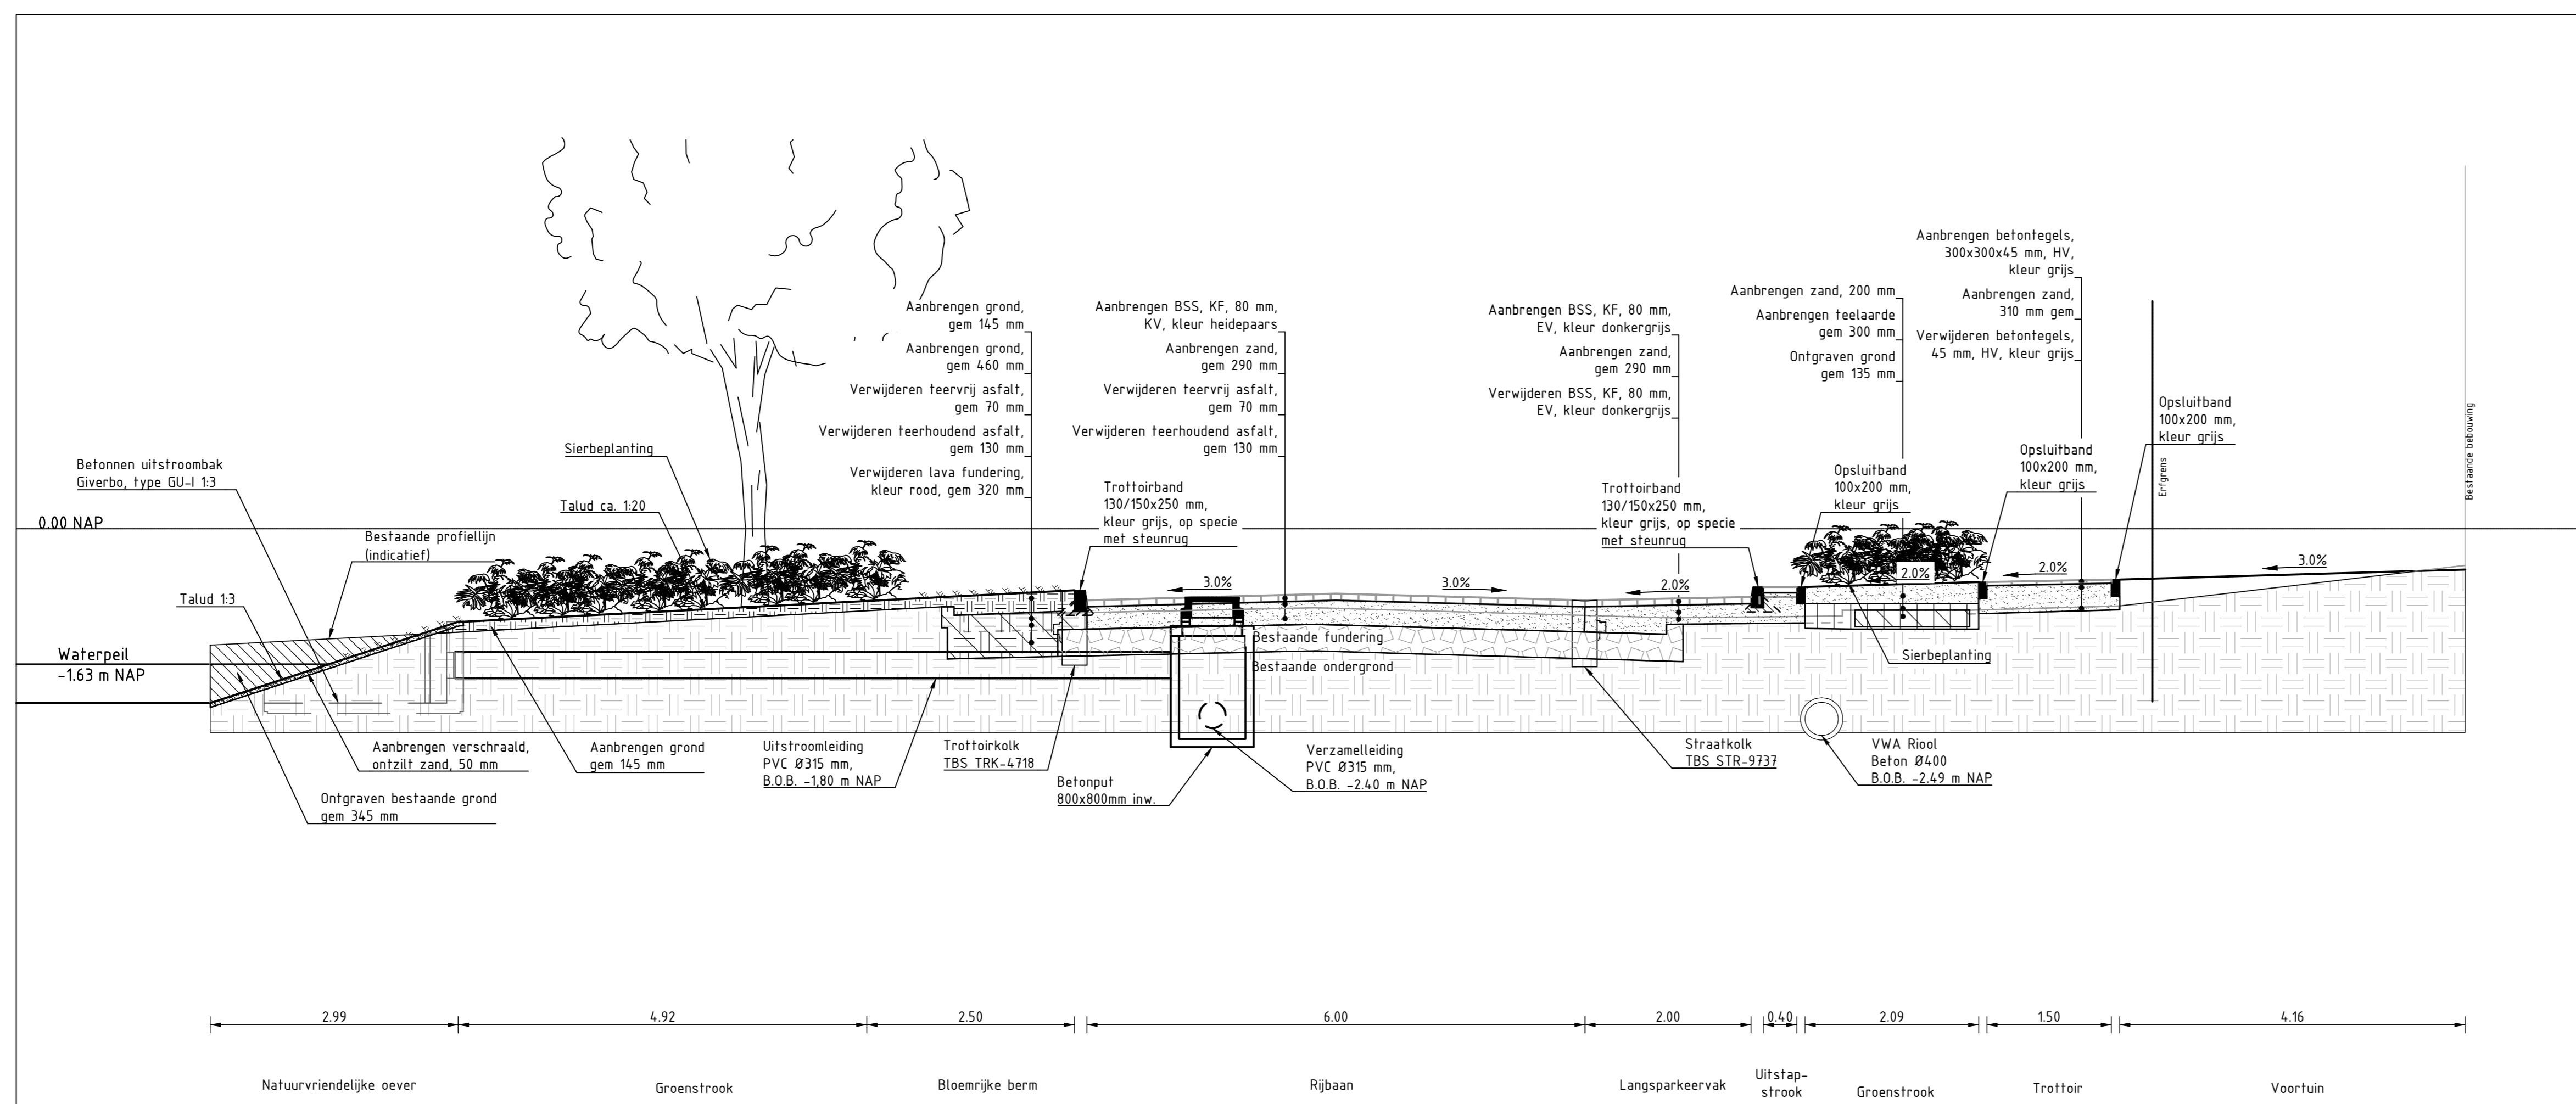 Aanbrengen betontegels,
300x300x45 mm, HV,
kleur grijs
Aanbrengen zand,
310 mm gem
Verwijderen betontegels,
45 mm, HV, kleur grijs
Aanbrengen grond,
gem 145 mm
Aanbrengen grond,
gem 460 mm
Verwijderen teervrij asfalt,
gem 70 mm
Verwijderen teerhoudend asfalt,
gem 130 mm
Verwijderen lava fundering,
kleur rood, gem 320 mm
Aanbrengen BSS, KF, 80 mm,
KV, kleur heidepaars
Aanbrengen zand,
gem 290 mm
Verwijderen teervrij asfalt,
gem 70 mm
Verwijderen teerhoudend asfalt,
gem 130 mm
Aanbrengen BSS, KF, 80 mm,
EV, kleur donkergrijs
Aanbrengen zand,
gem 290 mm
Verwijderen BSS, KF, 80 mm,
EV, kleur donkergrijs
Aanbrengen zand, 200 mm
Aanbrengen teelaarde
gem 300 mm
Ontgraven grond
gem 135 mm
Opsluitband
100x200 mm,
kleur grijs
Opsluitband
100x200 mm,
kleur grijs
Opsluitband
100x200 mm,
kleur grijs
Erfgrens
Bestaande bebouwing
Betonnen uitstroombak
Giverbo, type GU-I 1:3
Sierbeplanting
Talud ca. 1:20
Trottoirband
130/150x250 mm,
kleur grijs, op specie
met steunrug
Trottoirband
130/150x250 mm,
kleur grijs, op specie
met steunrug
0.00 NAP
Bestaande profiellijn
(indicatief)
Talud 1:3
3.0%
3.0%
2.0%
2.0%
2.0%
3.0%
Waterpeil
-1.63 m NAP
Bestaande fundering
Bestaande ondergrond
Sierbeplanting
Aanbrengen verschraald,
ontzilt zand, 50 mm
Aanbrengen grond
gem 145 mm
Uitstroomleiding
PVC Ø315 mm,
B.O.B. -1,80 m NAP
Trottoirkolk
TBS TRK-4718
Betonput
800x800mm inw.
Verzamelleiding
PVC Ø315 mm,
B.O.B. -2.40 m NAP
Straatkolk
TBS STR-9737
VWA Riool
Beton Ø400
B.O.B. -2.49 m NAP
Ontgraven bestaande grond
gem 345 mm
2.99
4.92
2.50
6.00
2.00
0.40
2.09
1.50
4.16
Natuurvriendelijke oever
Groenstrook
Bloemrijke berm
Rijbaan
Langsparkeervak
Uitstap-
strook
Groenstrook
Trottoir
Voortuin